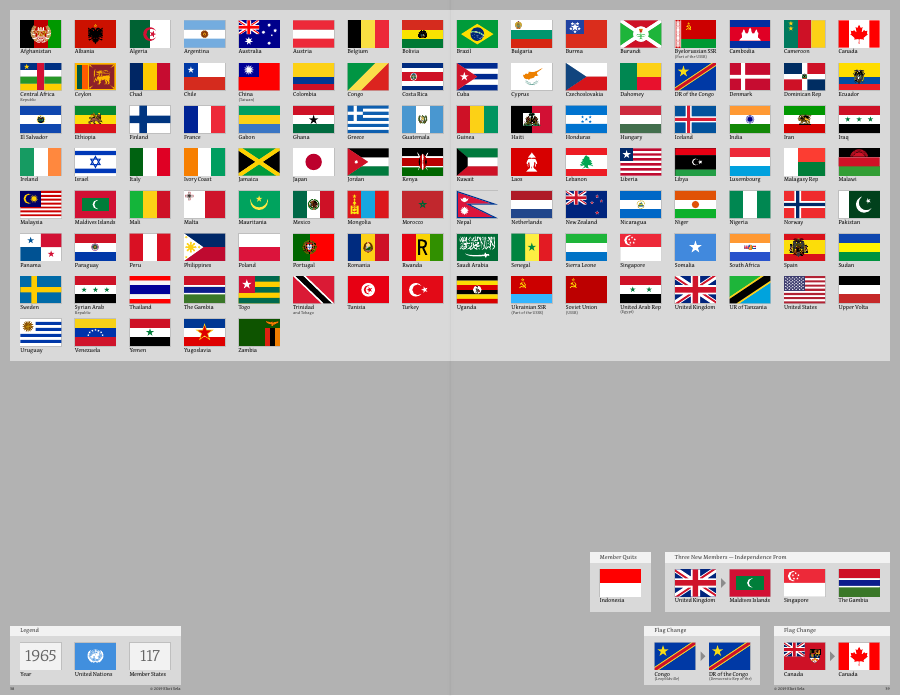 Afghanistan Albania Algeria Argentina Australia Austria Belgium Bolivia Brazil Bulgaria Burma Burundi Byelorussian SSR Cambodia Cameroon Canada
(Part of the USSR)
Central Africa Ceylon Chad Chile China Colombia Congo Costa Rica Cuba Cyprus Czechoslovakia Dahomey DR of the Congo Denmark Dominican Rep Ecuador
Republic (Taiwan)
El Salvador Ethiopia Finland France Gabon Ghana Greece Guatemala Guinea Haiti Honduras Hungary Iceland India Iran Iraq
Ireland Israel Italy Ivory Coast Jamaica Japan Jordan Kenya Kuwait Laos Lebanon Liberia Libya Luxembourg Malagasy Rep Malawi
Malaysia Maldives Islands Mali Malta Mauritania Mexico Mongolia Morocco Nepal Netherlands New Zealand Nicaragua Niger Nigeria Norway Pakistan
Panama Paraguay Peru Philippines Poland Portugal Romania Rwanda Saudi Arabia Senegal Sierra Leone Singapore Somalia South Africa Spain Sudan
Sweden Syrian Arab Thailand The Gambia Togo Trinidad Tunisia Turkey Uganda Ukrainian SSR Soviet Union United Arab Rep United Kingdom UR of Tanzania United States Upper Volta
Republic and Tobago (Part of the USSR) (USSR) (Egypt)
Uruguay Venezuela Yemen Yugoslavia Zambia
Member Quits
Indonesia
Three New Members — Independence From
United Kingdom Maldives Islands Singapore The Gambia
Legend
1965 117
Year United Nations Member States
Flag Change
Congo DR of the Congo
(Leopoldville) (Democratic Rep of the)
Flag Change
Canada Canada